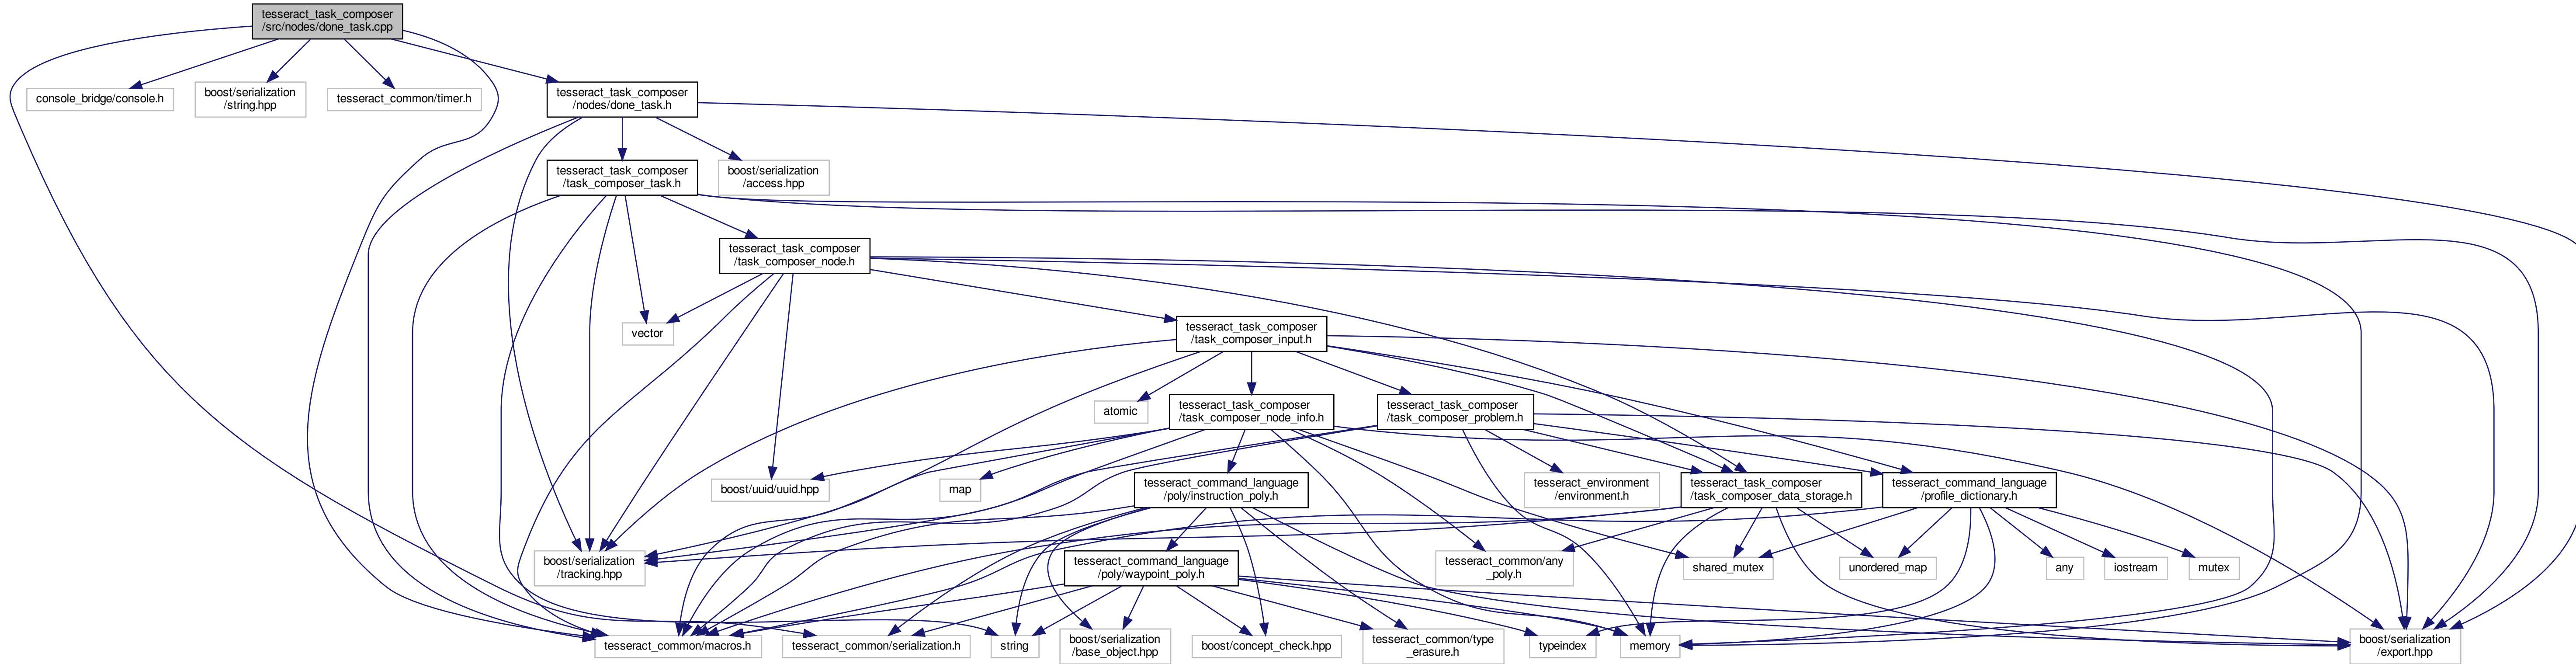 tesseract_task_composer
/src/nodes/done_task.cpp
console_bridge/console.h
boost/serialization
/string.hpp
tesseract_common/timer.h
tesseract_task_composer
/nodes/done_task.h
tesseract_task_composer
/task_composer_task.h
boost/serialization
/access.hpp
tesseract_task_composer
/task_composer_node.h
vector
tesseract_task_composer
/task_composer_input.h
atomic
tesseract_task_composer
/task_composer_node_info.h
tesseract_task_composer
/task_composer_problem.h
boost/uuid/uuid.hpp
map
tesseract_command_language
/poly/instruction_poly.h
tesseract_environment
/environment.h
tesseract_task_composer
/task_composer_data_storage.h
tesseract_command_language
/profile_dictionary.h
boost/serialization
/tracking.hpp
tesseract_command_language
/poly/waypoint_poly.h
tesseract_common/any
_poly.h
shared_mutex
unordered_map
any
iostream
mutex
tesseract_common/macros.h
tesseract_common/serialization.h
string
boost/serialization
/base_object.hpp
boost/concept_check.hpp
tesseract_common/type
_erasure.h
typeindex
memory
boost/serialization
/export.hpp